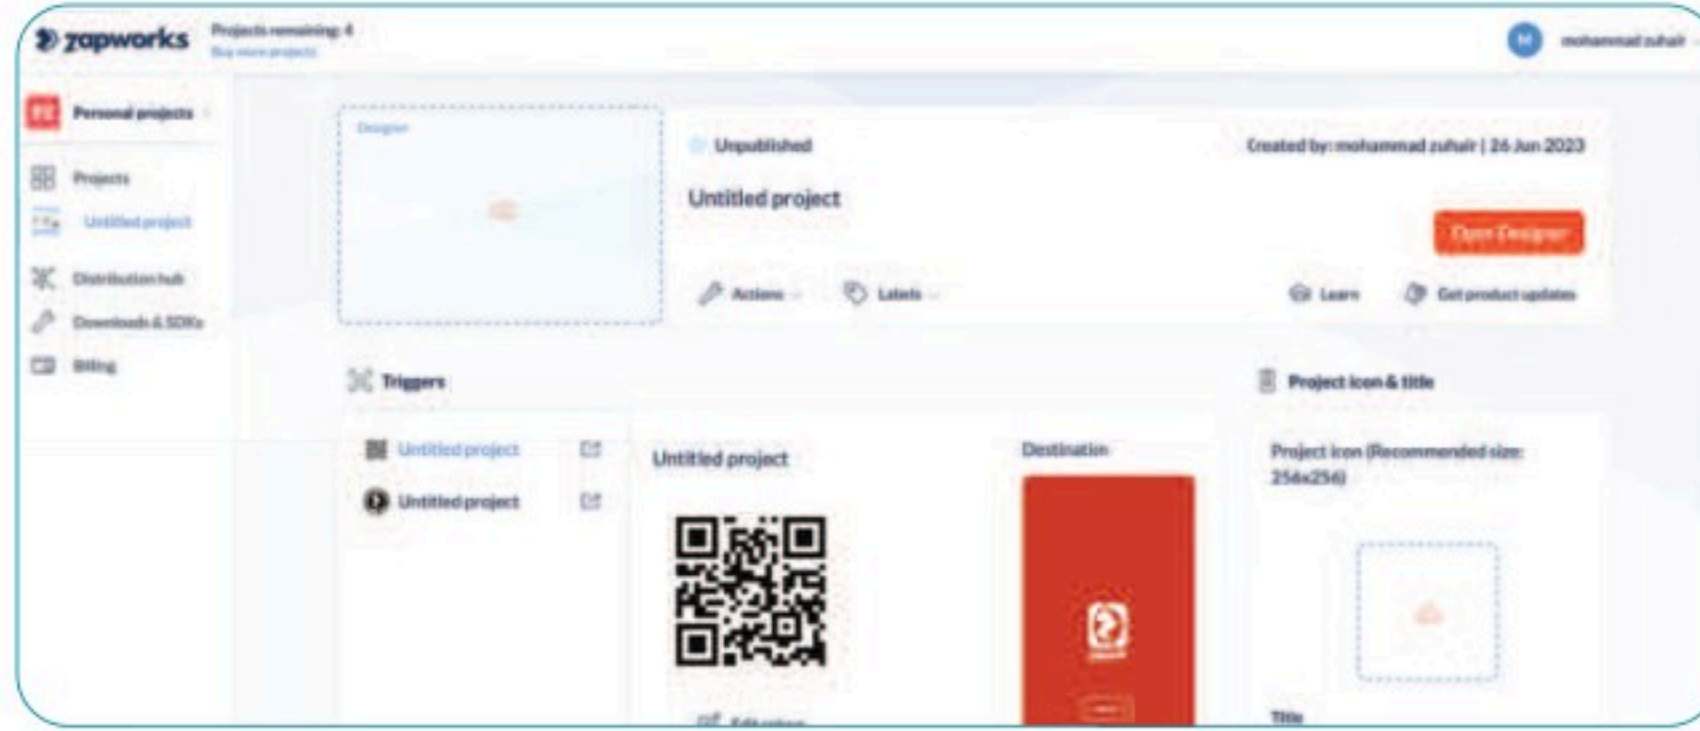 zapworks
Projects remaining: 4
Buy more projects
M
mohammad zuhair
Personal projects
Projects
Untitled project
Distribution hub
Downloads & SDKs
Billing
Designer
Unpublished
Created by: mohammad zuhair | 26 Jun 2023
Untitled project
Open Designer
Actions
Labels
Learn
Get product updates
Triggers
Project icon & title
Untitled project
Untitled project
Untitled project
Destination
Project icon (Recommended size:
256x256)
Title